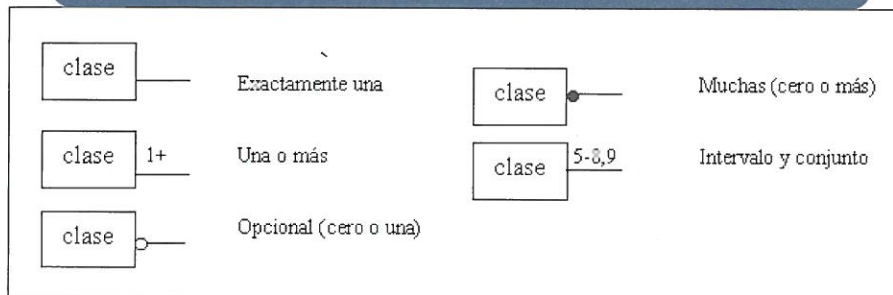 clase
Exactamente una
clase
Muchas (cero o más)
clase 1+
Una o más
clase 5-8,9
Intervalo y conjunto
clase
Opcional (cero o una)